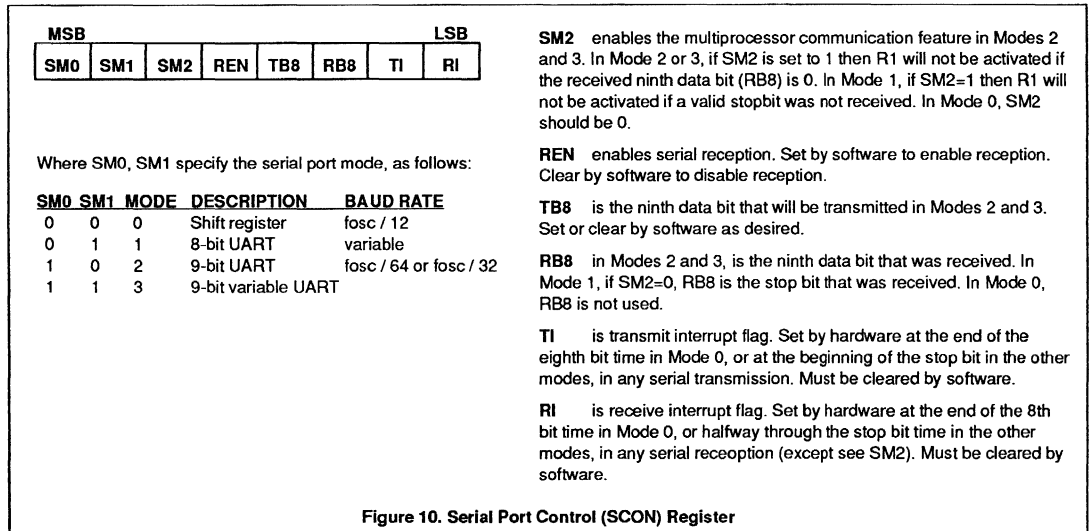 MSB LSB
SM0 SM1 SM2 REN TB8 RB8 TI RI
Where SM0, SM1 specify the serial port mode, as follows:
SM0 SM1 MODE DESCRIPTION BAUD RATE
0 0 0 Shift register fosc / 12
0 1 1 8-bit UART variable
1 0 2 9-bit UART fosc / 64 or fosc / 32
1 1 3 9-bit variable UART
SM2 enables the multiprocessor communication feature in Modes 2
and 3. In Mode 2 or 3, if SM2 is set to 1 then R1 will not be activated if
the received ninth data bit (RB8) is 0. In Mode 1, if SM2=1 then R1 will
not be activated if a valid stopbit was not received. In Mode 0, SM2
should be 0.
REN enables serial reception. Set by software to enable reception.
Clear by software to disable reception.
TB8 is the ninth data bit that will be transmitted in Modes 2 and 3.
Set or clear by software as desired.
RB8 in Modes 2 and 3, is the ninth data bit that was received. In
Mode 1, if SM2=0, RB8 is the stop bit that was received. In Mode 0,
RB8 is not used.
TI is transmit interrupt flag. Set by hardware at the end of the
eighth bit time in Mode 0, or at the beginning of the stop bit in the other
modes, in any serial transmission. Must be cleared by software.
RI is receive interrupt flag. Set by hardware at the end of the 8th
bit time in Mode 0, or halfway through the stop bit time in the other
modes, in any serial receoption (except see SM2). Must be cleared by
software.
Figure 10. Serial Port Control (SCON) Register